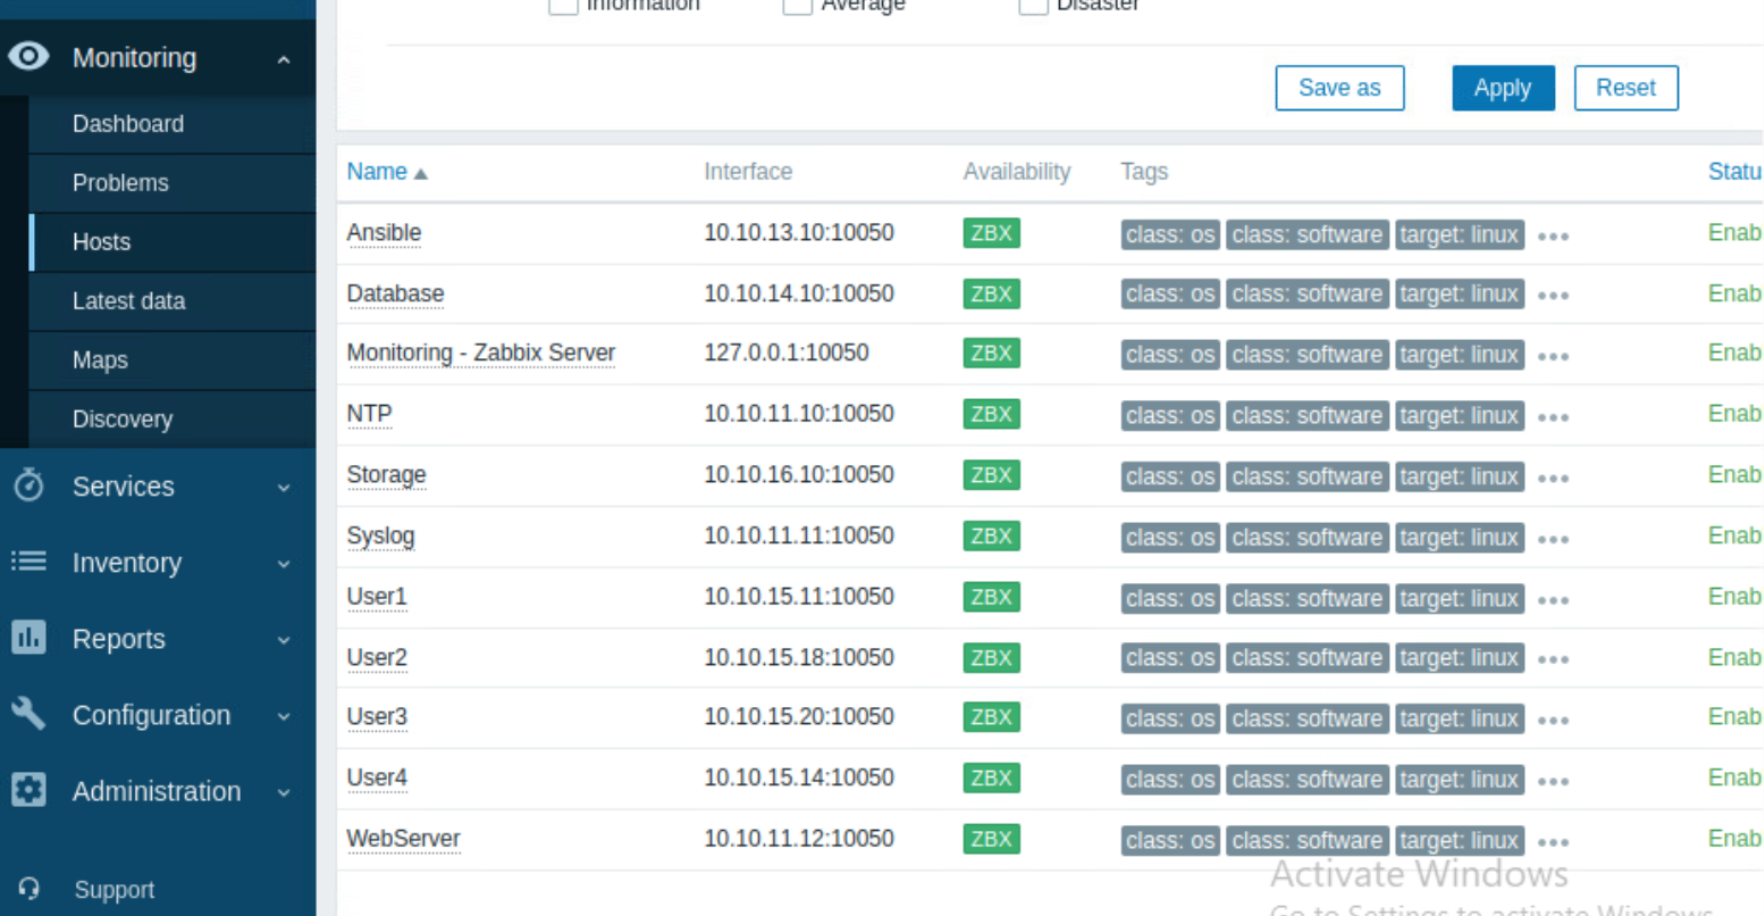 Information Average Disaster
Save as Apply Reset
Monitoring
Dashboard
Problems
Hosts
Latest data
Maps
Discovery
Services
Inventory
Reports
Configuration
Administration
Support
Name Interface Availability Tags Statu
Ansible 10.10.13.10:10050 ZBX class: os class: software target: linux ••• Enab
Database 10.10.14.10:10050 ZBX class: os class: software target: linux ••• Enab
Monitoring - Zabbix Server 127.0.0.1:10050 ZBX class: os class: software target: linux ••• Enab
NTP 10.10.11.10:10050 ZBX class: os class: software target: linux ••• Enab
Storage 10.10.16.10:10050 ZBX class: os class: software target: linux ••• Enab
Syslog 10.10.11.11:10050 ZBX class: os class: software target: linux ••• Enab
User1 10.10.15.11:10050 ZBX class: os class: software target: linux ••• Enab
User2 10.10.15.18:10050 ZBX class: os class: software target: linux ••• Enab
User3 10.10.15.20:10050 ZBX class: os class: software target: linux ••• Enab
User4 10.10.15.14:10050 ZBX class: os class: software target: linux ••• Enab
WebServer 10.10.11.12:10050 ZBX class: os class: software target: linux ••• Enab
Activate Windows
Go to Settings to activate Windows